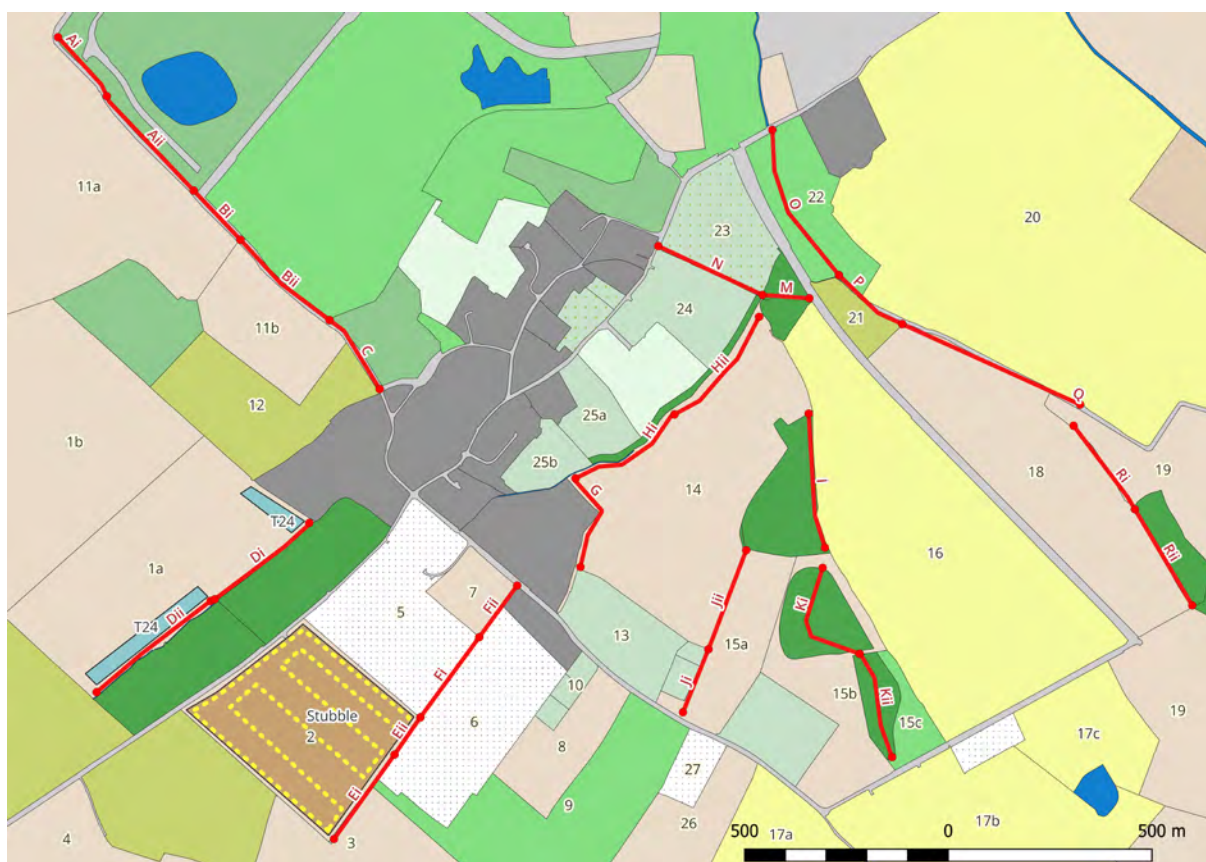 Ai
Aii
11a
Bi
22
20
O
23
N
Bii
P
M
24
21
11b
C
Hii
Q
12
25a
1b
Hi
18
19
Ri
25b
G
14
I
T24
Di
16
1a
Rii
7
Fii
Jii
Ki
T24
Dii
5
13
15a
Fi
Ji
10
15b
Kii
15c
19
Stubble
2
Eii
6
17c
8
27
9
Ei
26
4
3
17a
17b
500
0
500 m